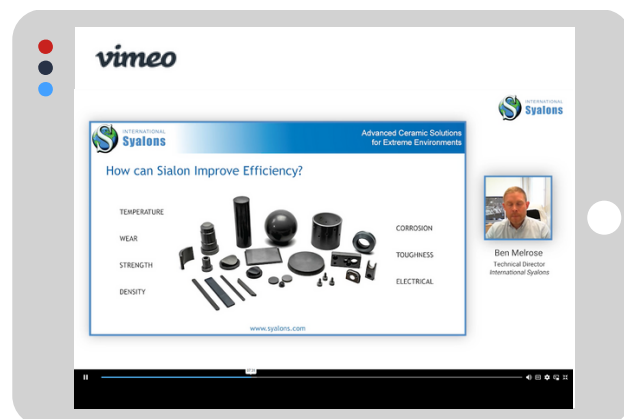 vimeo
INTERNATIONAL
Syalons
INTERNATIONAL
Syalons
Advanced Ceramic Solutions
for Extreme Environments
How can Sialon Improve Efficiency?
TEMPERATURE
WEAR
STRENGTH
DENSITY
CORROSION
TOUGHNESS
ELECTRICAL
www.syalons.com
Ben Melrose
Technical Director
International Syalons